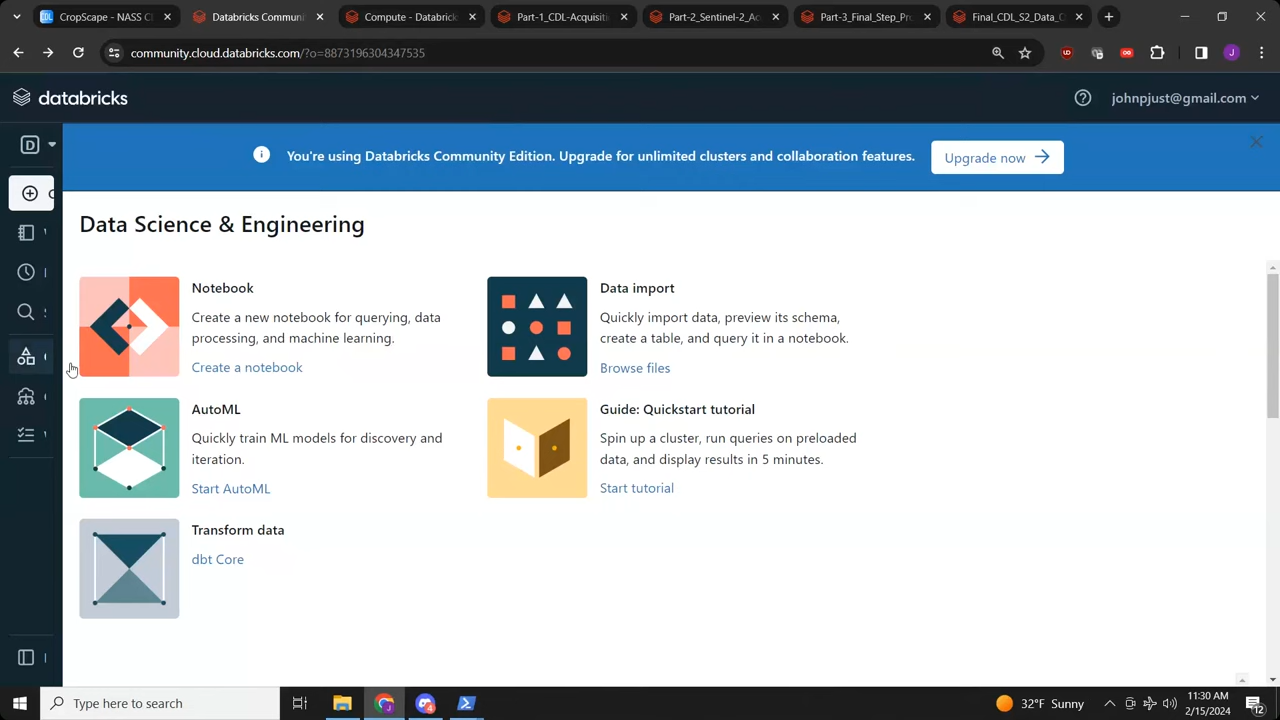 CropScape - NASS C
Databricks Communi
Compute - Databrick
Part-1_CDL-Acquisit
Part-2_Sentinel-2_Ac
Part-3_Final_Step_Pr
Final_CDL_S2_Data_C
community.cloud.databricks.com/?o=8873196304347535
J
databricks
johnpjust@gmail.com
D
You're using Databricks Community Edition. Upgrade for unlimited clusters and collaboration features.
Upgrade now
Data Science & Engineering
Notebook
Create a new notebook for querying, data
processing, and machine learning.
Create a notebook
Data import
Quickly import data, preview its schema,
create a table, and query it in a notebook.
Browse files
AutoML
Quickly train ML models for discovery and
iteration.
Start AutoML
Guide: Quickstart tutorial
Spin up a cluster, run queries on preloaded
data, and display results in 5 minutes.
Start tutorial
Transform data
dbt Core
Type here to search
32°F Sunny
11:30 AM
2/15/2024